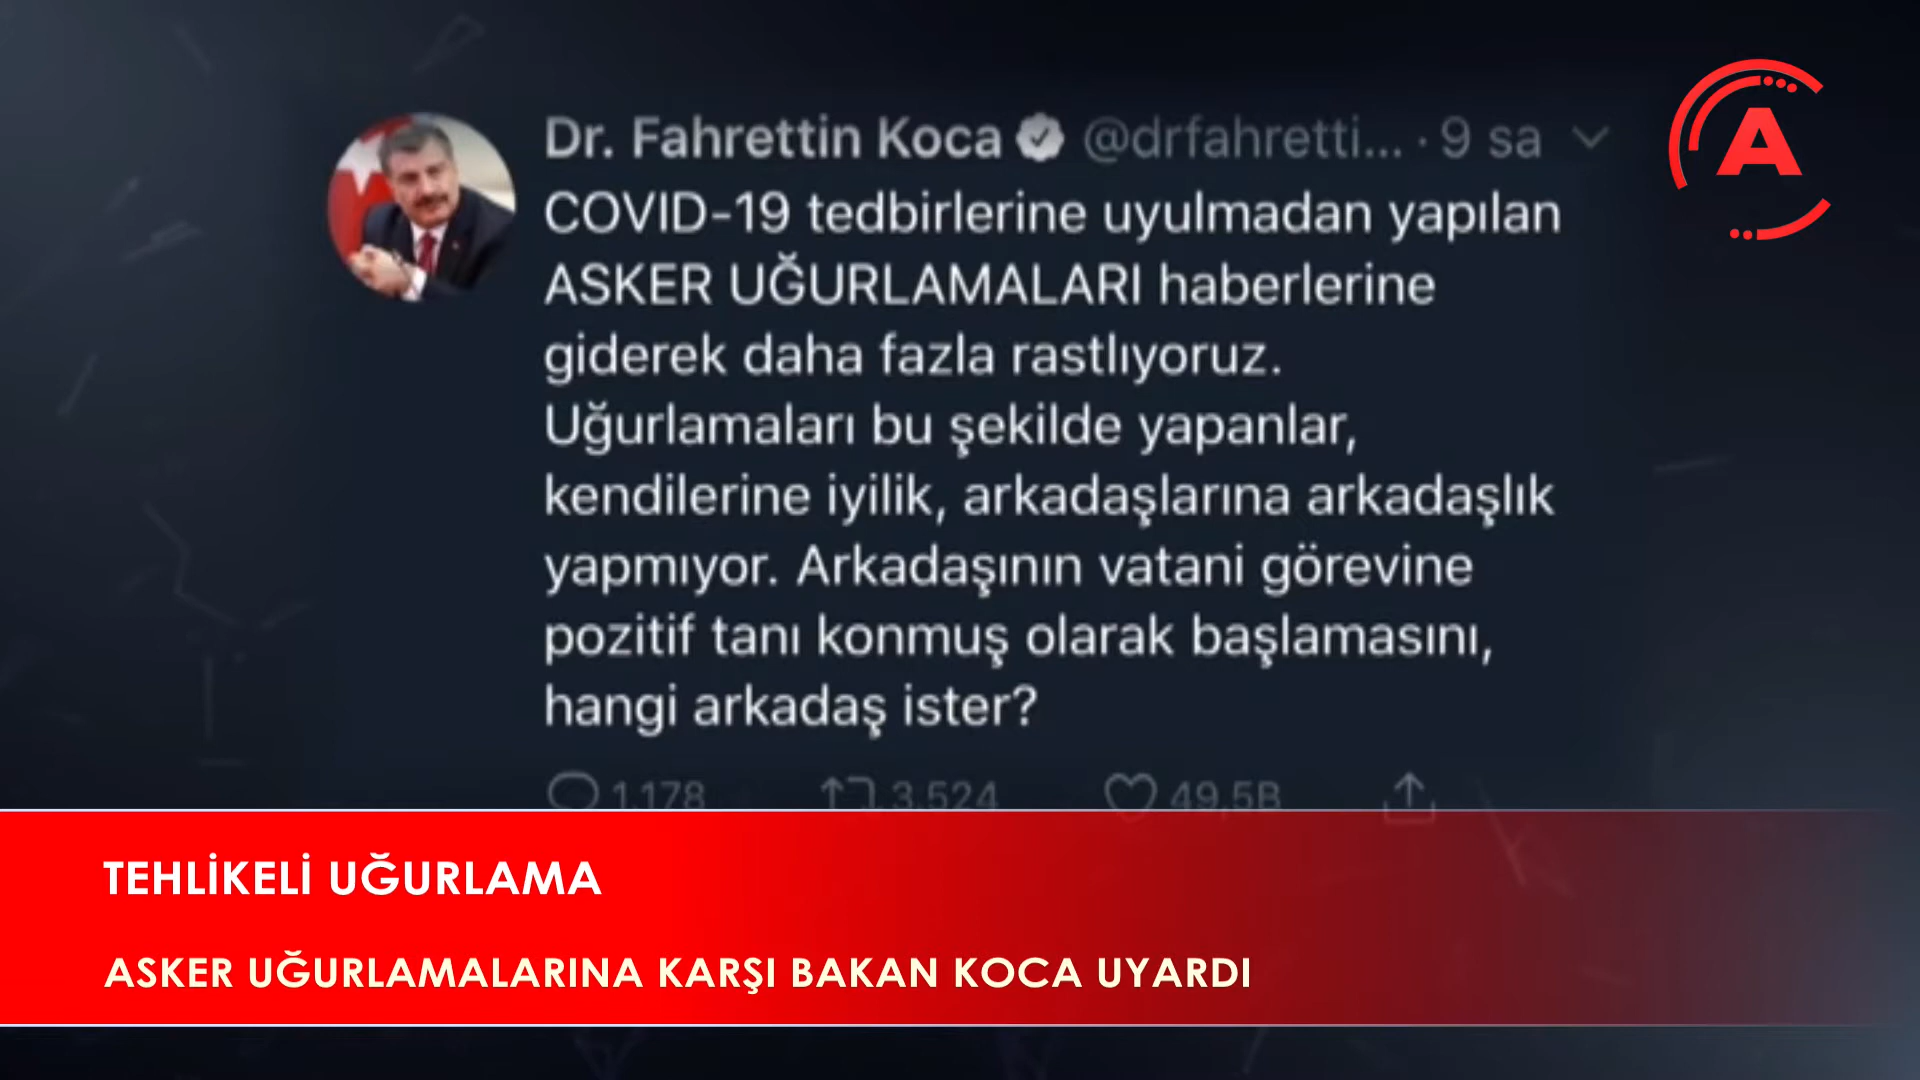 Dr. Fahrettin Koca @drfahretti... · 9 sa
COVID-19 tedbirlerine uyulmadan yapılan
ASKER UĞURLAMALARI haberlerine
giderek daha fazla rastlıyoruz.
Uğurlamaları bu şekilde yapanlar,
kendilerine iyilik, arkadaşlarına arkadaşlık
yapmıyor. Arkadaşının vatani görevine
pozitif tanı konmuş olarak başlamasını,
hangi arkadaş ister?
1.178 3.524 49,5B
A
TEHLİKELİ UĞURLAMA
ASKER UĞURLAMALARINA KARŞI BAKAN KOCA UYARDI